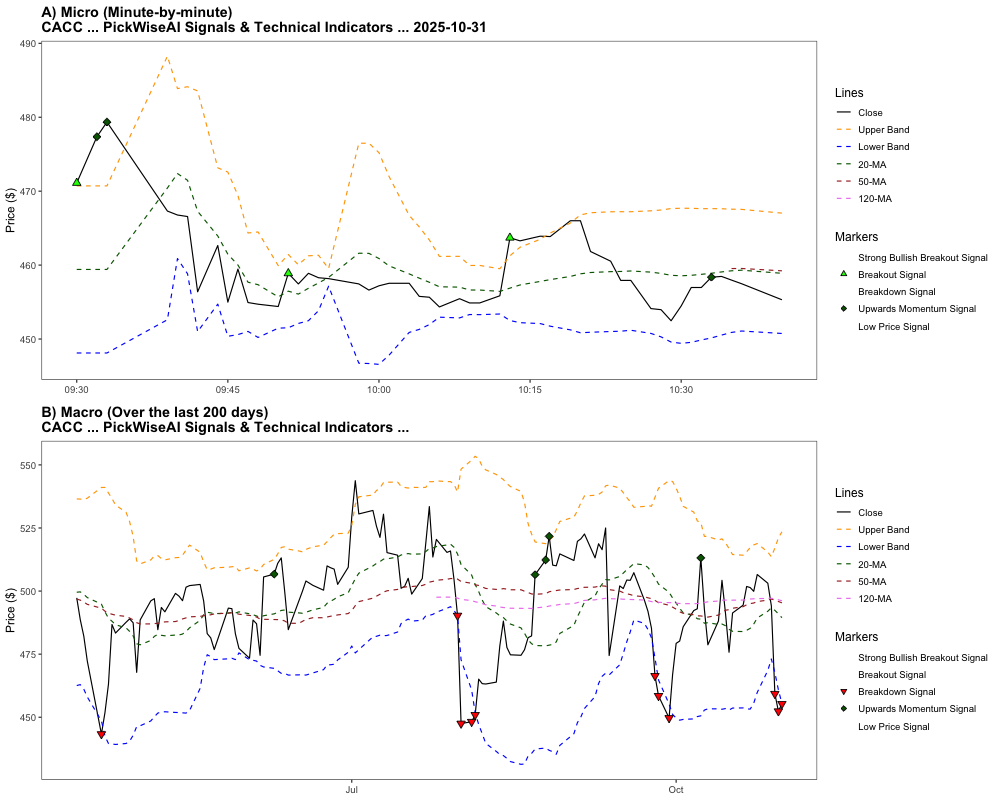 A) Micro (Minute-by-minute)
CACC ... PickWiseAI Signals & Technical Indicators ... 2025-10-31
490
480
470
460
450
Price ($)
09:30
09:45
10:00
10:15
10:30
Lines
Close
Upper Band
Lower Band
20-MA
50-MA
120-MA
Markers
Strong Bullish Breakout Signal
Breakout Signal
Breakdown Signal
Upwards Momentum Signal
Low Price Signal
B) Macro (Over the last 200 days)
CACC ... PickWiseAI Signals & Technical Indicators ...
550
525
500
475
450
Price ($)
Jul
Oct
Lines
Close
Upper Band
Lower Band
20-MA
50-MA
120-MA
Markers
Strong Bullish Breakout Signal
Breakout Signal
Breakdown Signal
Upwards Momentum Signal
Low Price Signal